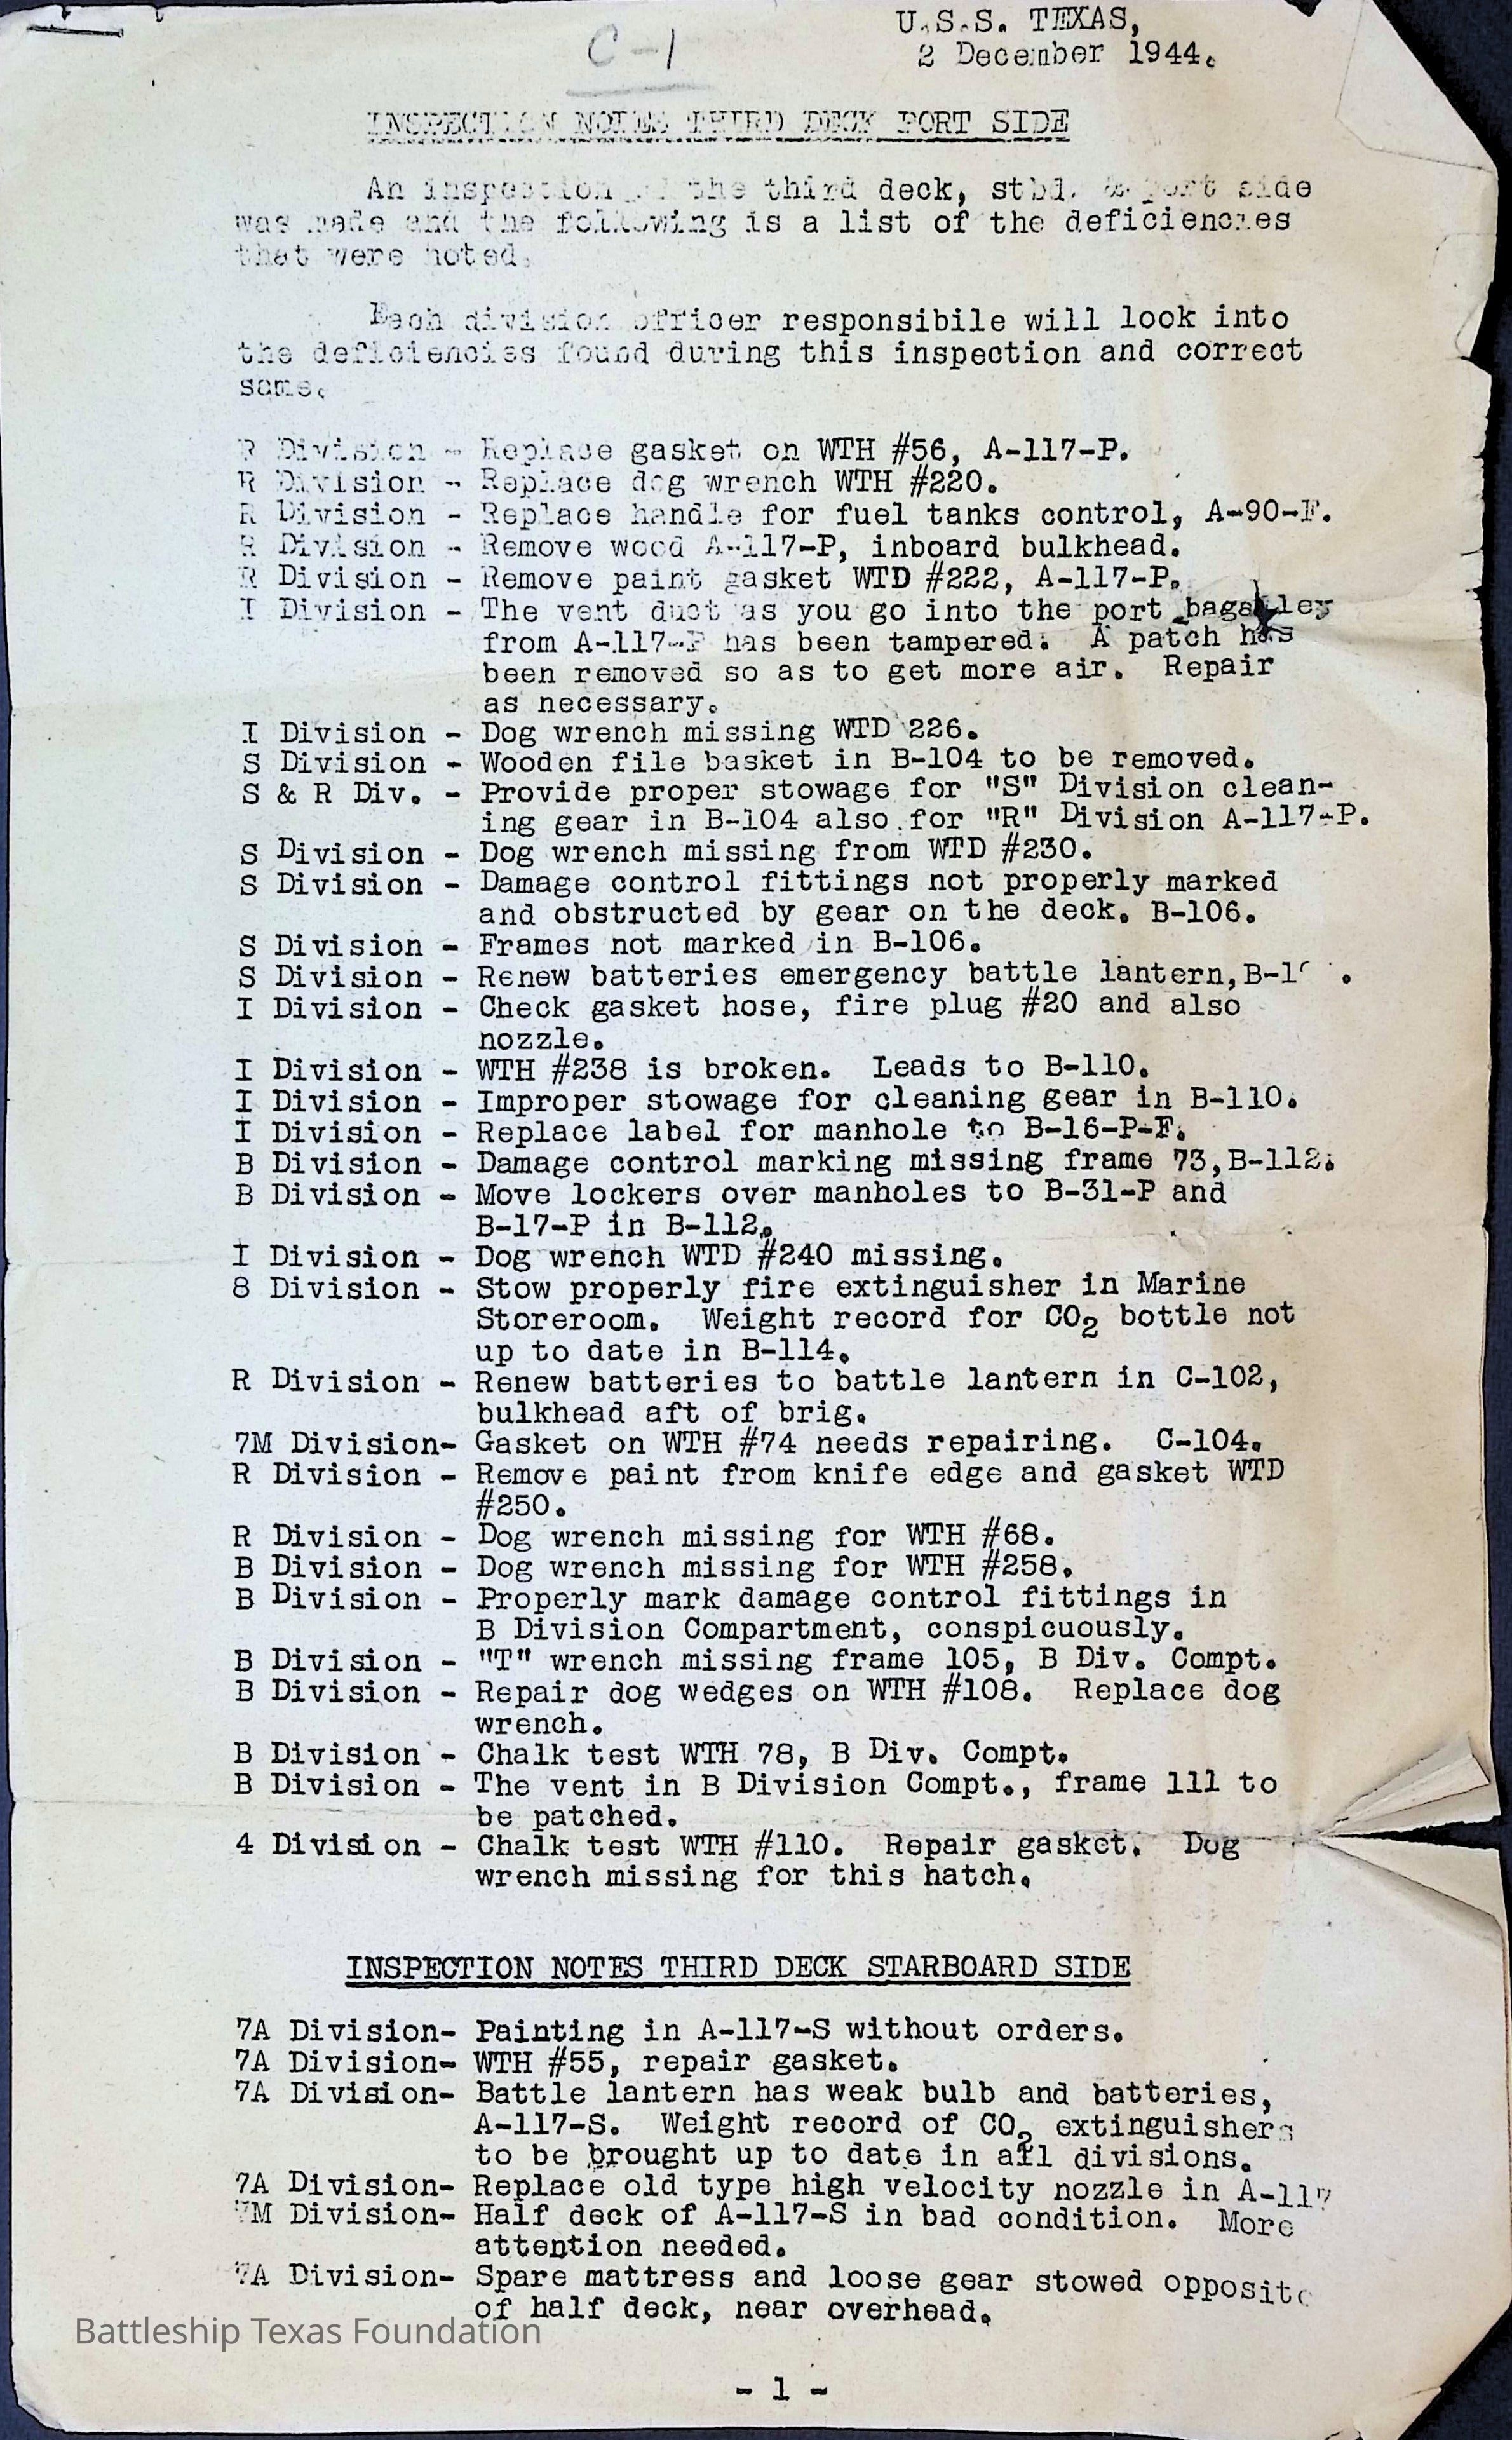 U.S.S. TEXAS,
C-1
2 December 1944.
INSPECTION NOTES THIRD DECK PORT SIDE
An inspection of the third deck, stbd. & port side
was made and the following is a list of the deficiencies
that were noted.
Each division officer responsibile will look into
the deficiencies found during this inspection and correct
same.
R Division - Replace gasket on WTH #56, A-117-P.
R Division - Replace dog wrench WTH #220.
R Division - Replace handle for fuel tanks control, A-90-F.
R Division - Remove wood A-117-P, inboard bulkhead.
R Division - Remove paint gasket WTD #222, A-117-P.
I Division - The vent duct as you go into the port
from A-117-P has been tampered. A patch has
been removed so as to get more air. Repair
as necessary.
I Division - Dog wrench missing WTD 226.
S Division - Wooden file basket in B-104 to be removed.
S & R Div. - Provide proper stowage for "S" Division clean-
ing gear in B-104 also for "R" Division A-117-P.
S Division - Dog wrench missing from WTD #230.
S Division - Damage control fittings not properly marked
and obstructed by gear on the deck. B-106.
S Division - Frames not marked in B-106.
S Division - Renew batteries emergency battle lantern,
I Division - Check gasket hose, fire plug #20 and also
nozzle.
I Division - WTH #238 is broken. Leads to B-110.
I Division - Improper stowage for cleaning gear in B-110.
I Division - Replace label for manhole to B-16-P-F.
B Division - Damage control marking missing frame 73, B-112.
B Division - Move lockers over manholes to B-31-P and
B-17-P in B-112.
I Division - Dog wrench WTD #240 missing.
8 Division - Stow properly fire extinguisher in Marine
Storeroom. Weight record for CO2 bottle not
up to date in B-114.
R Division - Renew batteries to battle lantern in C-102,
bulkhead aft of brig.
7M Division- Gasket on WTH #74 needs repairing. C-104.
R Division - Remove paint from knife edge and gasket WTD
#250.
R Division - Dog wrench missing for WTH #68.
B Division - Dog wrench missing for WTH #258.
B Division - Properly mark damage control fittings in
B Division Compartment, conspicuously.
B Division - "T" wrench missing frame 105, B Div. Compt.
B Division - Repair dog wedges on WTH #108. Replace dog
wrench.
B Division - Chalk test WTH 78, B Div. Compt.
B Division - The vent in B Division Compt., frame 111 to
be patched.
4 Division - Chalk test WTH #110. Repair gasket. Dog
wrench missing for this hatch.
INSPECTION NOTES THIRD DECK STARBOARD SIDE
7A Division- Painting in A-117-S without orders.
7A Division- WTH #55, repair gasket.
7A Division- Battle lantern has weak bulb and batteries,
A-117-S. Weight record of CO2 extinguishers
to be brought up to date in all divisions.
7A Division- Replace old type high velocity nozzle in A-117
7M Division- Half deck of A-117-S in bad condition. More
attention needed.
7A Division- Spare mattress and loose gear stowed opposite
of half deck, near overhead.
Battleship Texas Foundation
- 1 -